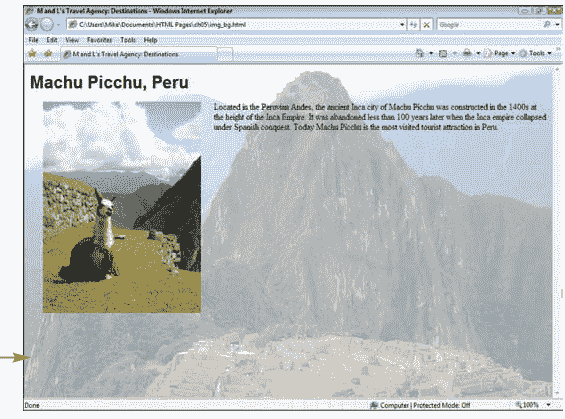 M and L's Travel Agency: Destinations - Windows Internet Explorer
C:\Users\Mike\Documents\HTML Pages\ch05\img_bg.html
Google
File Edit View Favorites Tools Help
M and L's Travel Agency: Destinations
Page Tools
Machu Picchu, Peru
Located in the Peruvian Andes, the ancient Inca city of Machu Picchu was constructed in the 1400s at
the height of the Inca Empire. It was abandoned less than 100 years later when the Inca empire collapsed
under Spanish conquest. Today Machu Picchu is the most visited tourist attraction in Peru.
Done
Computer | Protected Mode: Off
100%